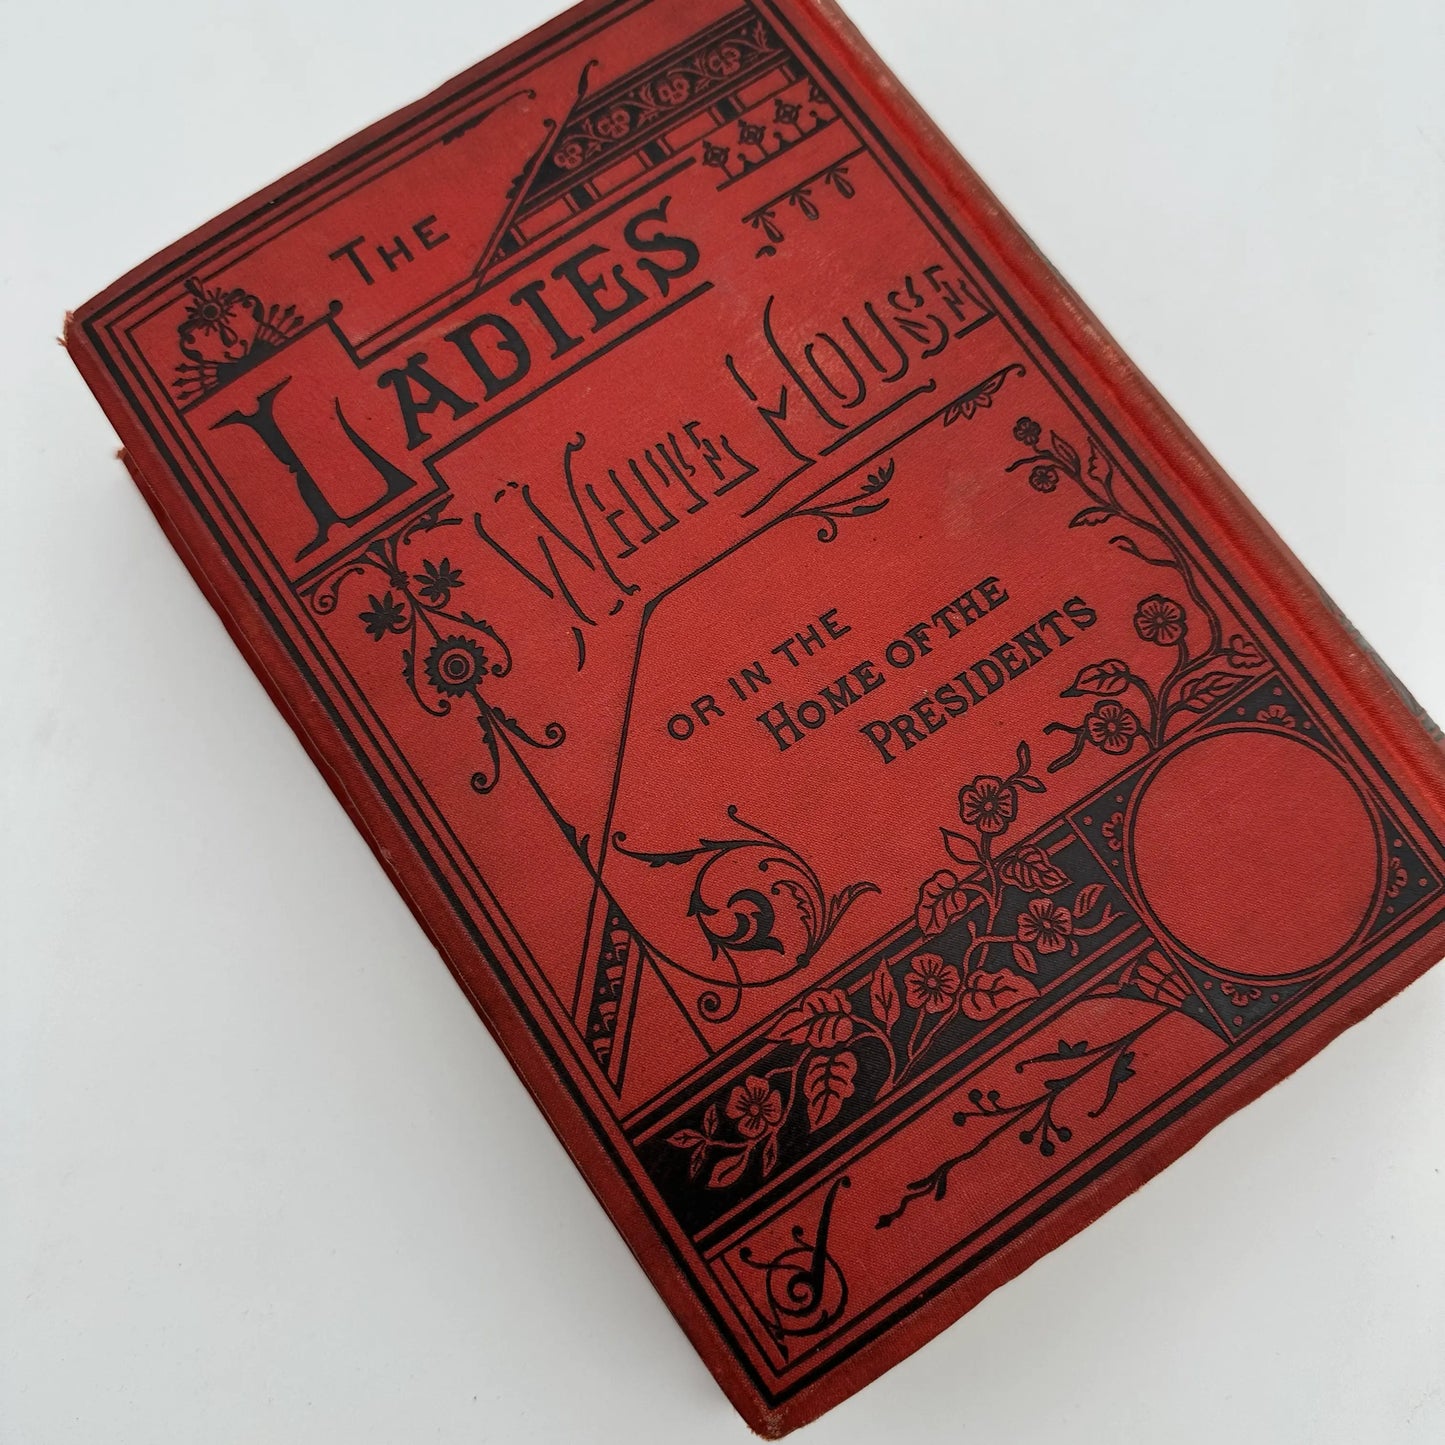 THE
LADIES
WHITE HOUSE
OR IN THE
HOME OF THE
PRESIDENTS